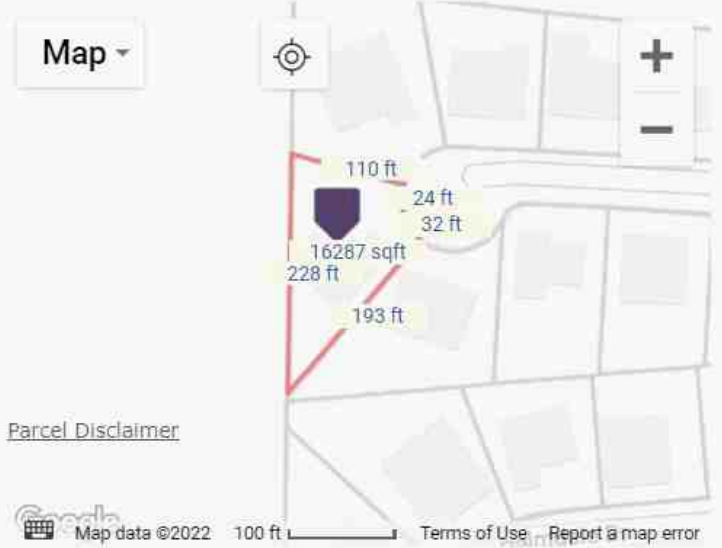 Map
110 ft
24 ft
32 ft
16287 sqft
228 ft
193 ft
Parcel Disclaimer
Google
Map data ©2022 100 ft Terms of Use Report a map error